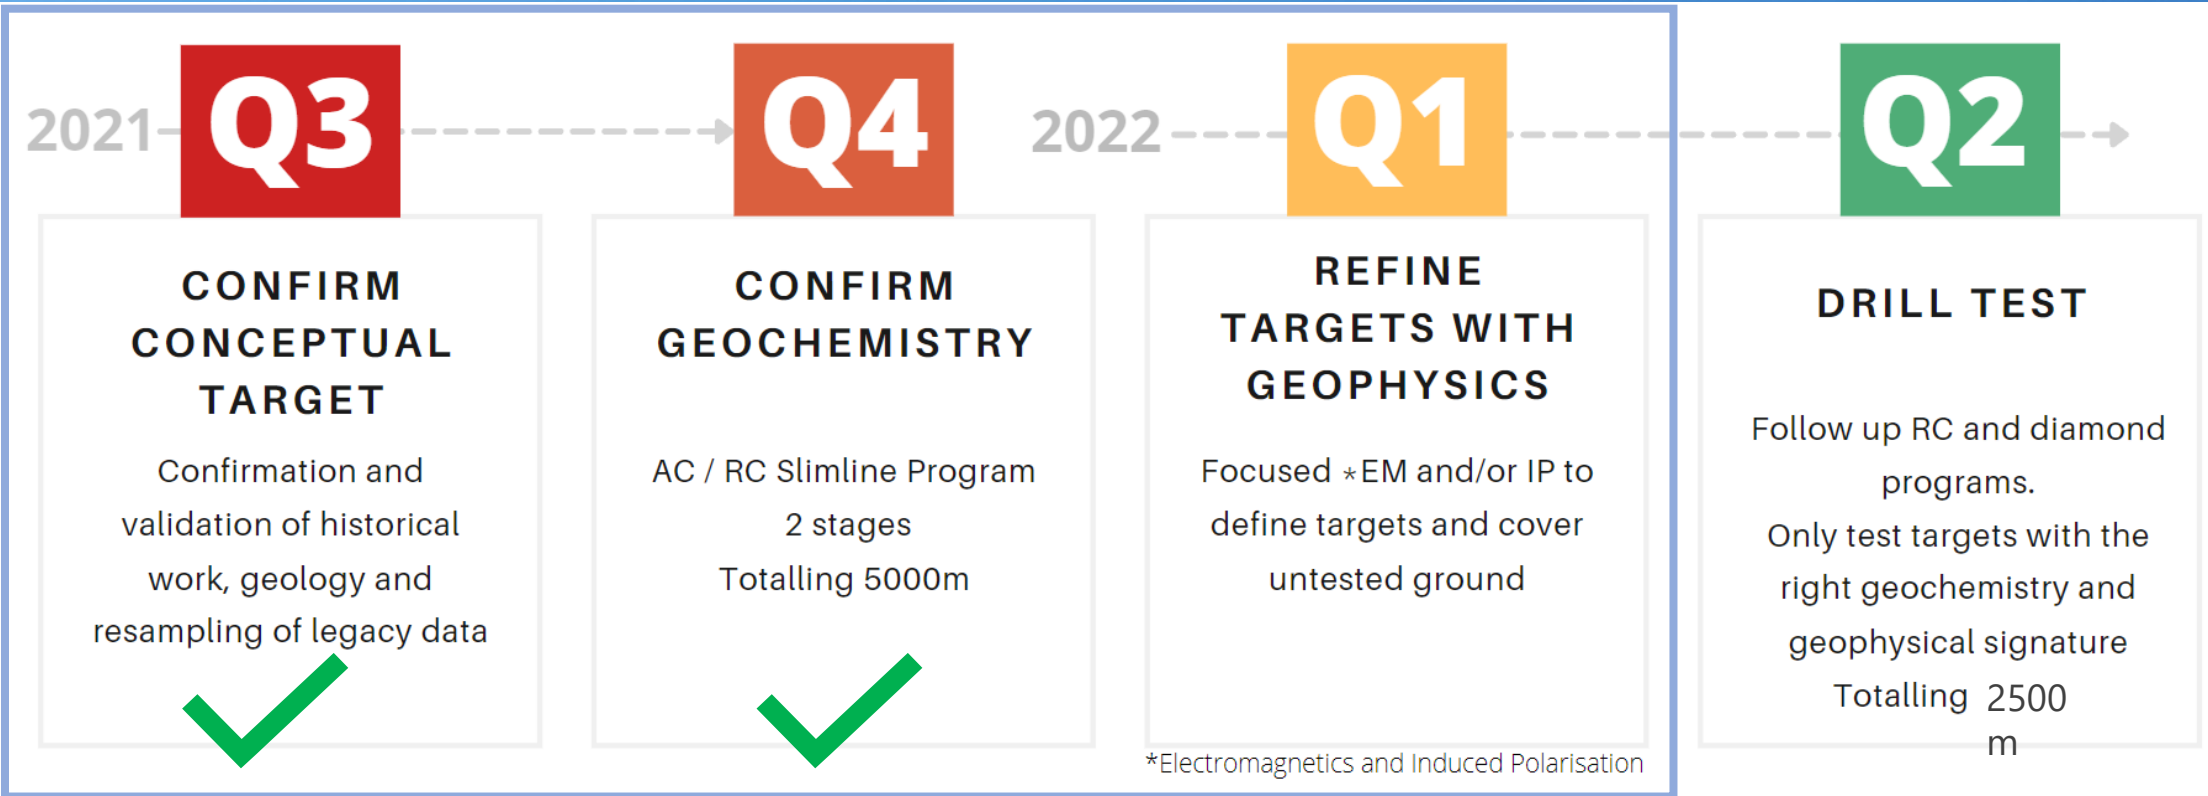 2021
Q3
CONFIRM
CONCEPTUAL
TARGET
Confirmation and
validation of historical
work, geology and
resampling of legacy data
Q4
CONFIRM
GEOCHEMISTRY
AC / RC Slimline Program
2 stages
Totalling 5000m
2022
Q1
REFINE
TARGETS WITH
GEOPHYSICS
Focused *EM and/or IP to
define targets and cover
untested ground
*Electromagnetics and Induced Polarisation
Q2
DRILL TEST
Follow up RC and diamond
programs.
Only test targets with the
right geochemistry and
geophysical signature
Totalling 2500
m